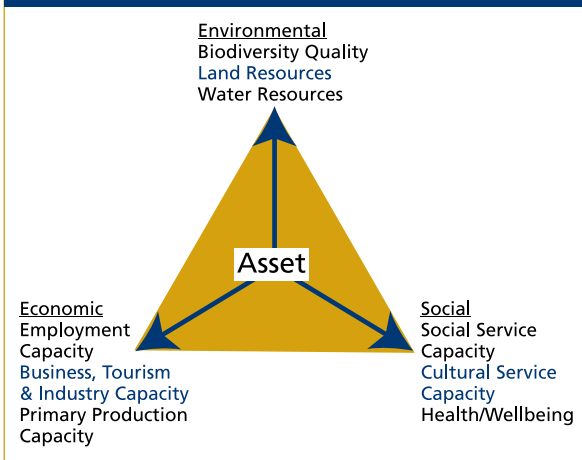 Environmental
Biodiversity Quality
Land Resources
Water Resources
Asset
Economic
Employment
Capacity
Business, Tourism
& Industry Capacity
Primary Production
Capacity
Social
Social Service
Capacity
Cultural Service
Capacity
Health/Wellbeing